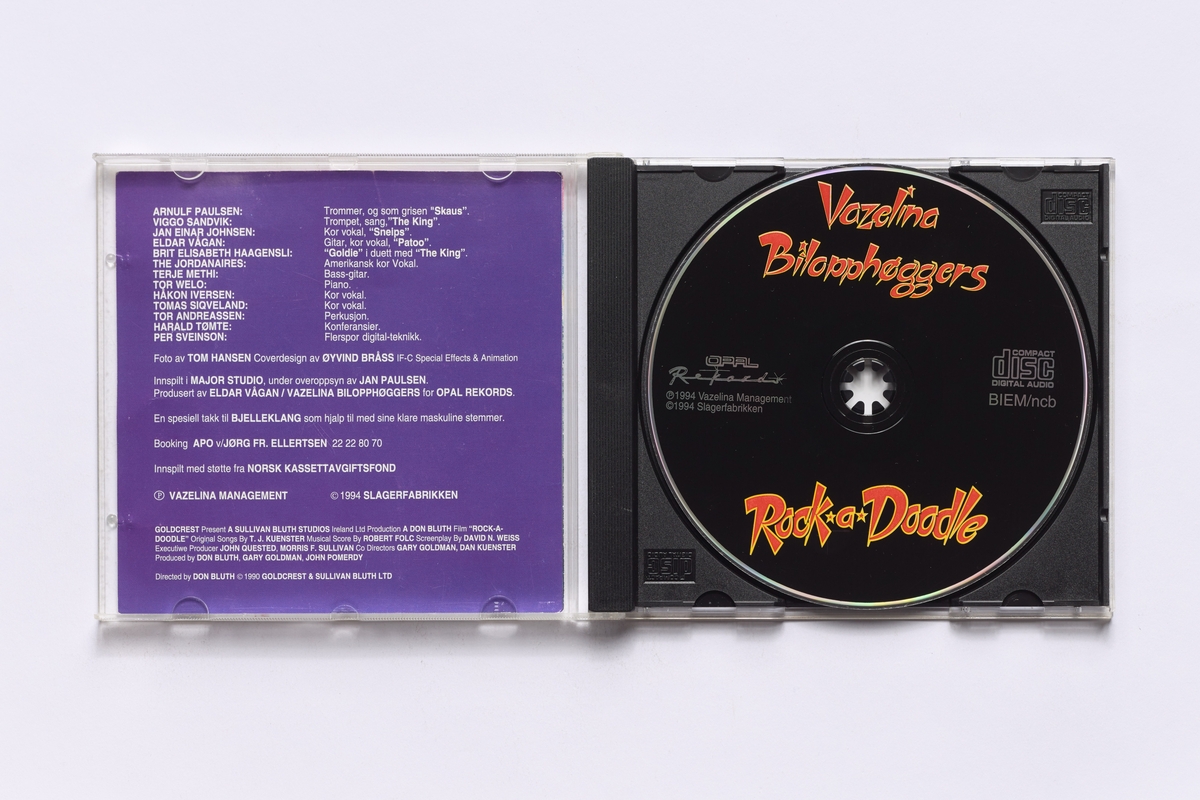 ARNULF PAULSEN: Trommer, og som grisen "Skaus".
VIGGO SANDVIK: Trompet, sang,"The King".
JAN EINAR JOHNSEN: Kor vokal, "Sneips".
ELDAR VÅGAN: Gitar, kor vokal, "Patoo".
BRIT ELISABETH HAAGENSLI: "Goldie" i duett med "The King".
THE JORDANAIRES: Amerikansk kor Vokal.
TERJE METHI: Bass-gitar.
TOR WELO: Piano.
HÅKON IVERSEN: Kor vokal.
TOMAS SIQVELAND: Kor vokal.
TOR ANDREASSEN: Perkusjon.
HARALD TØMTE: Konferansier.
PER SVEINSON: Flerspor digital-teknikk.
Foto av TOM HANSEN Coverdesign av ØYVIND BRÅSS IF-C Special Effects & Animation
Innspilt i MAJOR STUDIO, under overoppsyn av JAN PAULSEN.
Produsert av ELDAR VÅGAN / VAZELINA BILOPPHØGGERS for OPAL REKORDS.
En spesiell takk til BJELLEKLANG som hjalp til med sine klare maskuline stemmer.
Booking APO v/JØRG FR. ELLERTSEN 22 22 80 70
Innspilt med støtte fra NORSK KASSETTAVGIFTSFOND
℗ VAZELINA MANAGEMENT © 1994 SLAGERFABRIKKEN
GOLDCREST Present A SULLIVAN BLUTH STUDIOS Ireland Ltd Production A DON BLUTH Film "ROCK-A-
DOODLE" Original Songs By T. J. KUENSTER Musical Score By ROBERT FOLC Screenplay By DAVID N. WEISS
Executive Producer JOHN QUESTED, MORRIS F. SULLIVAN Co Directors GARY GOLDMAN, DAN KUENSTER
Produced by DON BLUTH, GARY GOLDMAN, JOHN POMERDY
Directed by DON BLUTH © 1990 GOLDCREST & SULLIVAN BLUTH LTD
Vazelina
Bilopphøggers
OPAL
Rekords
℗1994 Vazelina Management
©1994 Slagerfabrikken
COMPACT
disc
DIGITAL AUDIO
BIEM/ncb
Rock·a·Doodle
COMPACT
disc
DIGITAL AUDIO